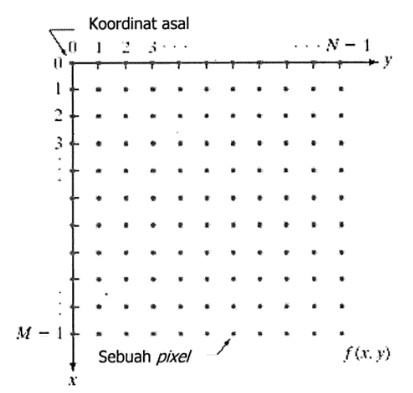 Koordinat asal
0 1 2 3 · · · · · · N − 1
0 y
1
2
3
⋮
⋮
M − 1
Sebuah pixel f(x, y)
x